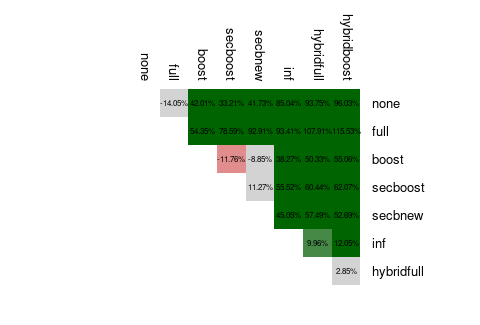 none full boost secboost secbnew inf hybridfull hybridboost
-14.05% 42.01% 33.21% 41.73% 85.04% 93.75% 96.03% none
54.35% 78.59% 92.91% 93.41% 107.91% 115.53% full
-11.76% -8.85% 38.27% 50.33% 55.06% boost
11.27% 55.52% 60.44% 62.07% secboost
45.05% 57.49% 52.69% secbnew
9.96% 12.05% inf
2.85% hybridfull